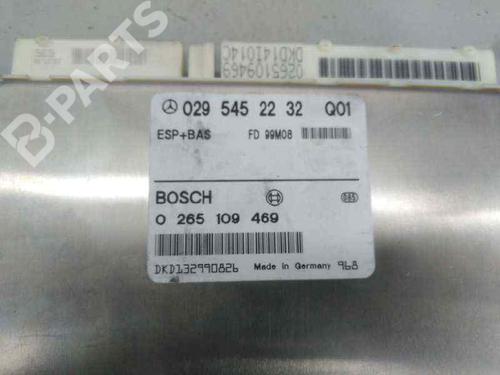 0265109469
DKD14I014C
029 545 22 32 Q01
ESP+BAS FD 99M08
BOSCH
0 265 109 469
DKD132990826 Made in Germany 968
B-PARTS